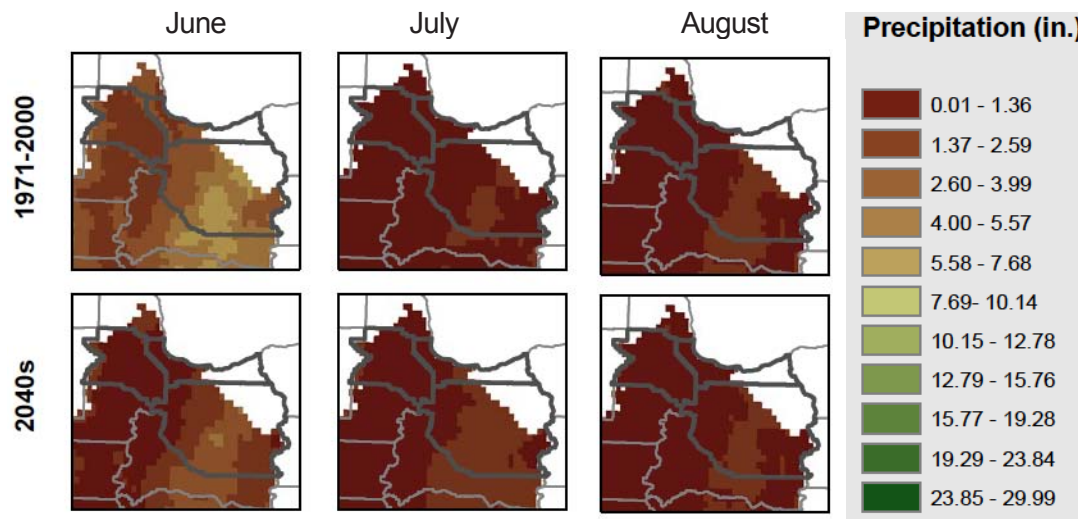 June
July
August
Precipitation (in.)
1971-2000
2040s
0.01 - 1.36
1.37 - 2.59
2.60 - 3.99
4.00 - 5.57
5.58 - 7.68
7.69- 10.14
10.15 - 12.78
12.79 - 15.76
15.77 - 19.28
19.29 - 23.84
23.85 - 29.99